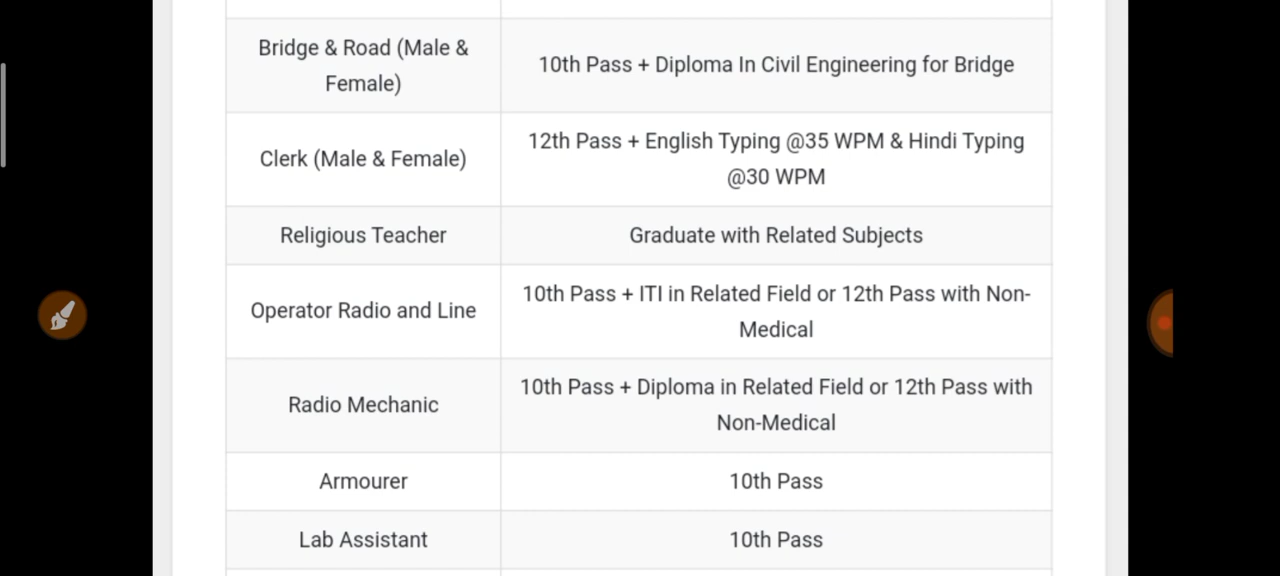 Bridge & Road (Male &
Female)
10th Pass + Diploma In Civil Engineering for Bridge
Clerk (Male & Female)
12th Pass + English Typing @35 WPM & Hindi Typing
@30 WPM
Religious Teacher
Graduate with Related Subjects
Operator Radio and Line
10th Pass + ITI in Related Field or 12th Pass with Non-
Medical
Radio Mechanic
10th Pass + Diploma in Related Field or 12th Pass with
Non-Medical
Armourer
10th Pass
Lab Assistant
10th Pass